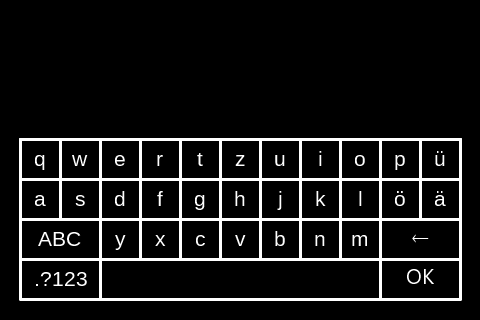 q w e r t z u i o p ü
a s d f g h j k l ö ä
ABC y x c v b n m ←
.?123 OK